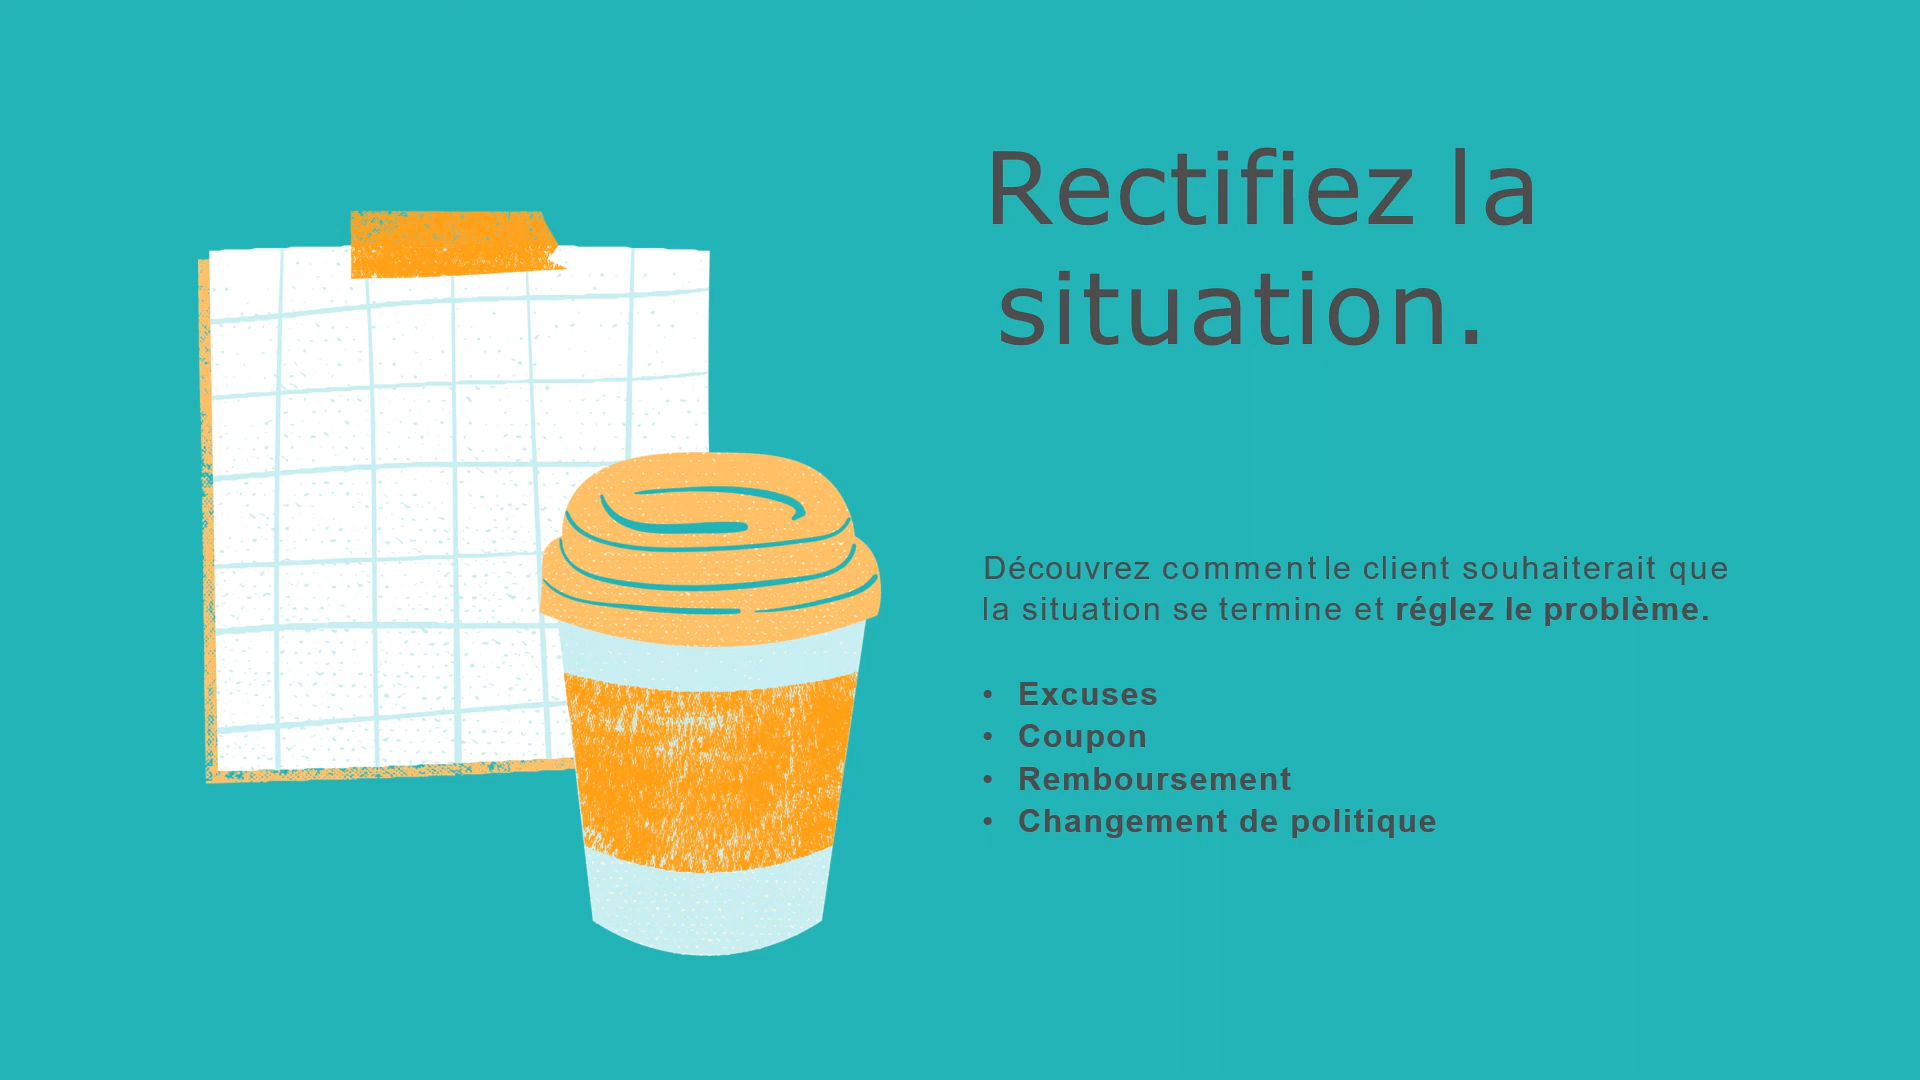 Rectifiez la
situation.
Découvrez comment le client souhaiterait que
la situation se termine et réglez le problème.
• Excuses
• Coupon
• Remboursement
• Changement de politique